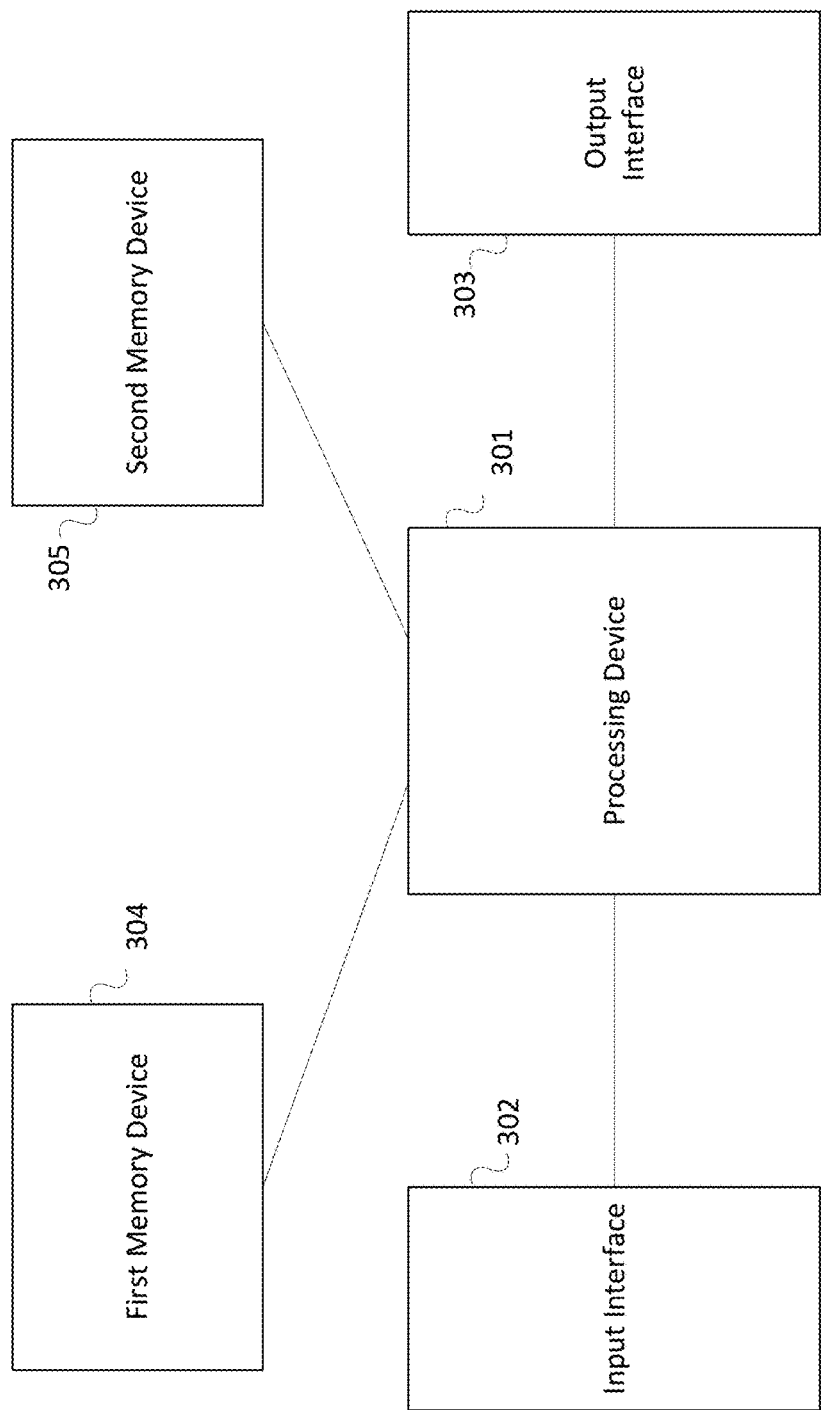 First Memory Device
304
Second Memory Device
305
Input Interface
302
Processing Device
301
Output
Interface
303